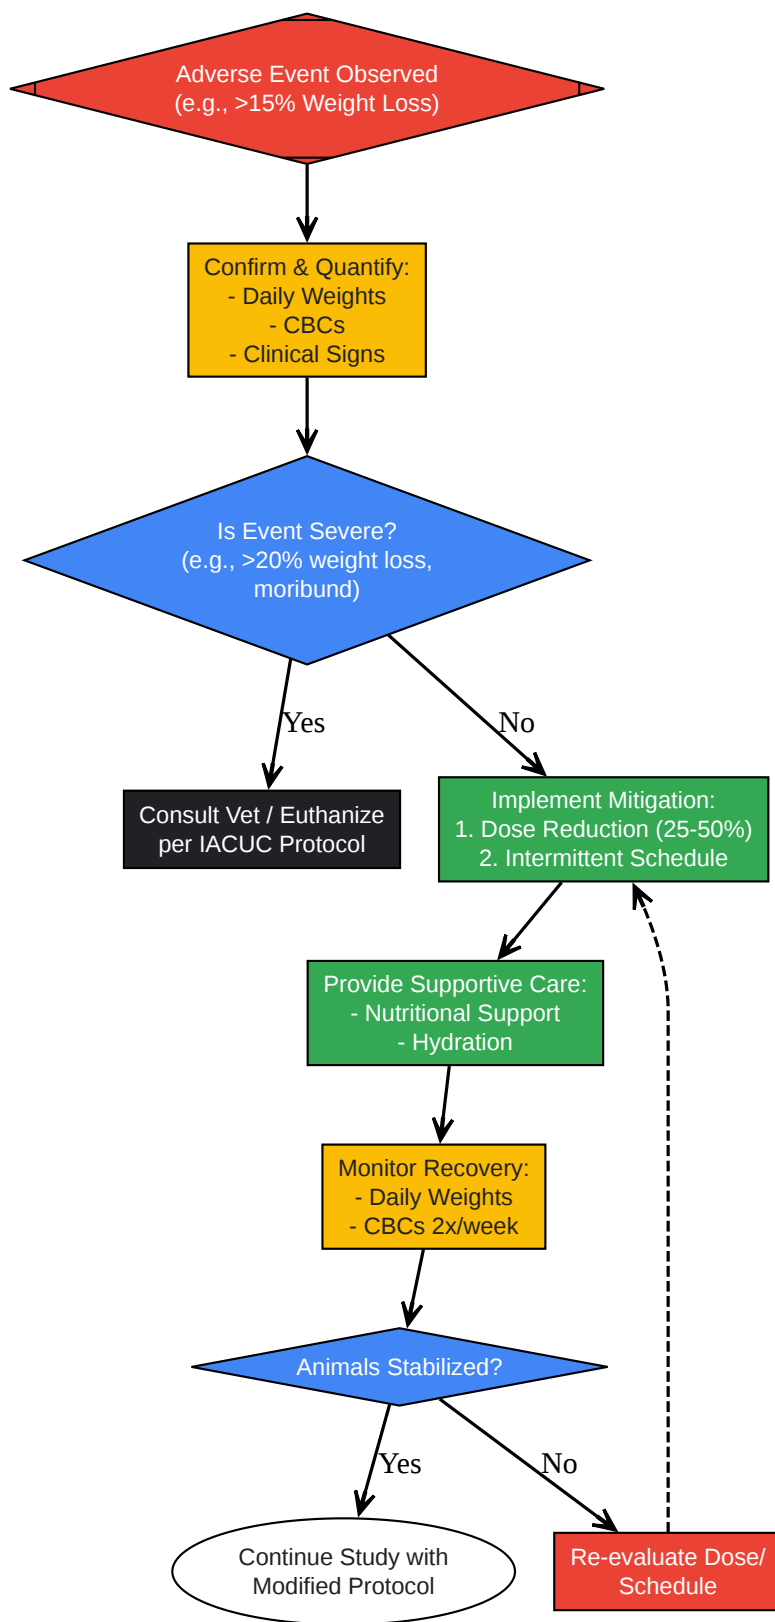 Adverse Event Observed
(e.g., >15% Weight Loss)
Confirm & Quantify:
- Daily Weights
- CBCs
- Clinical Signs
Is Event Severe?
(e.g., >20% weight loss,
moribund)
Yes
No
Consult Vet / Euthanize
per IACUC Protocol
Implement Mitigation:
1. Dose Reduction (25-50%)
2. Intermittent Schedule
Provide Supportive Care:
- Nutritional Support
- Hydration
Monitor Recovery:
- Daily Weights
- CBCs 2x/week
Animals Stabilized?
Yes
No
Continue Study with
Modified Protocol
Re-evaluate Dose/
Schedule